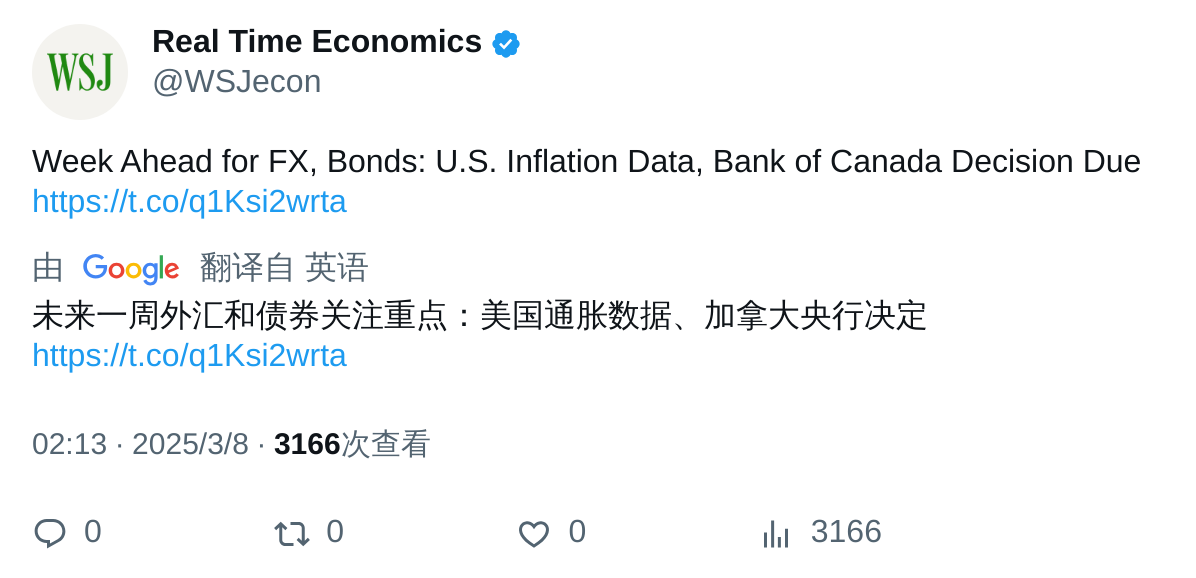 WSJ
Real Time Economics
@WSJecon
Week Ahead for FX, Bonds: U.S. Inflation Data, Bank of Canada Decision Due
https://t.co/q1Ksi2wrta
由 Google 翻译自 英语
未来一周外汇和债券关注重点：美国通胀数据、加拿大央行决定
https://t.co/q1Ksi2wrta
02:13 · 2025/3/8 · 3166次查看
0 0 0 3166